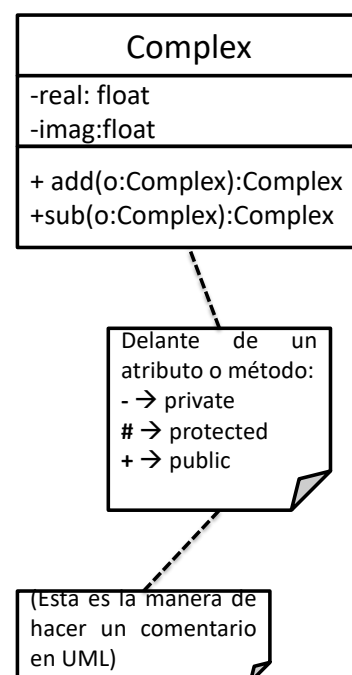 Complex
-real: float
-imag:float
+ add(o:Complex):Complex
+sub(o:Complex):Complex
Delante de un
atributo o método:
- → private
# → protected
+ → public
(Esta es la manera de
hacer un comentario
en UML)